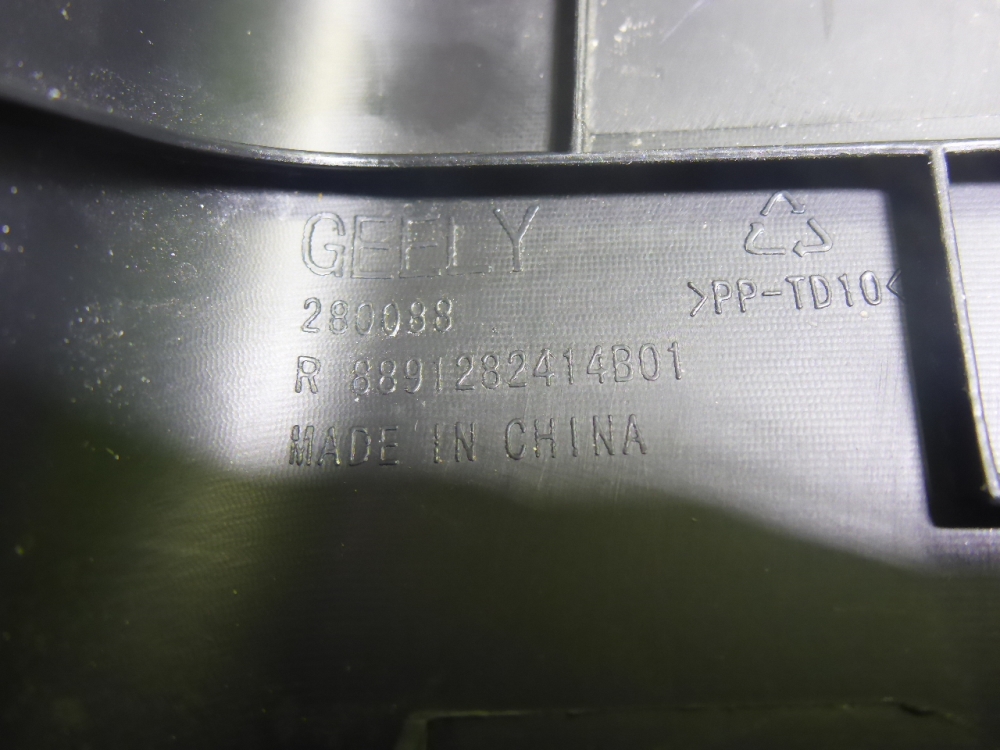 GEELY
>PP-TD10<
280088
R 8891282414B01
MADE IN CHINA